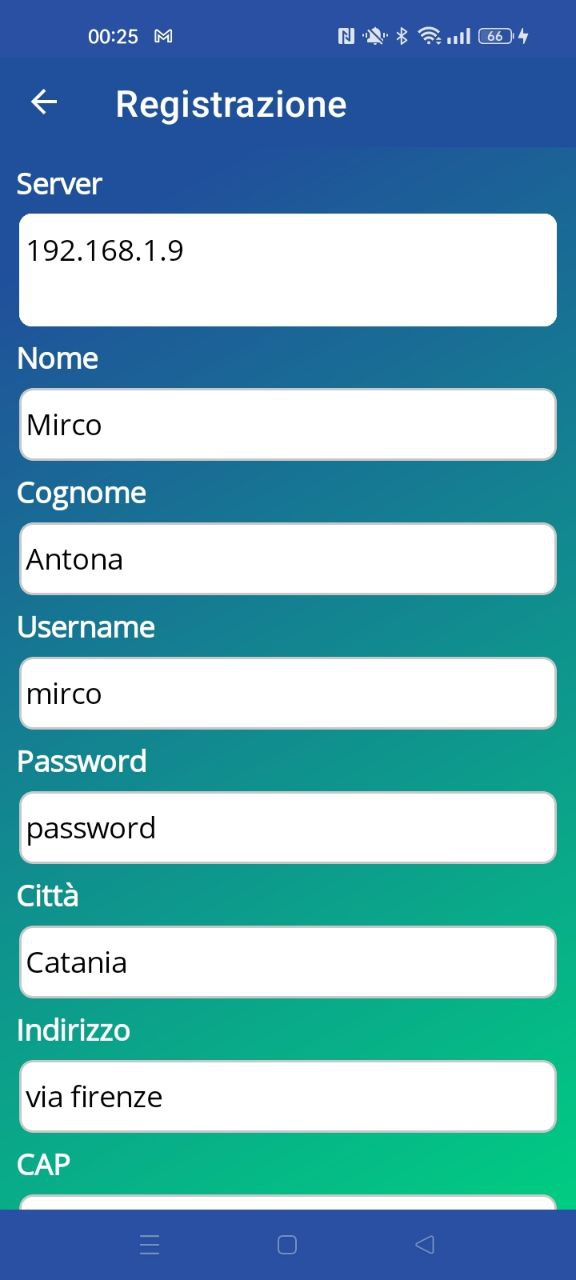 00:25
66
Registrazione
Server
192.168.1.9
Nome
Mirco
Cognome
Antona
Username
mirco
Password
password
Città
Catania
Indirizzo
via firenze
CAP